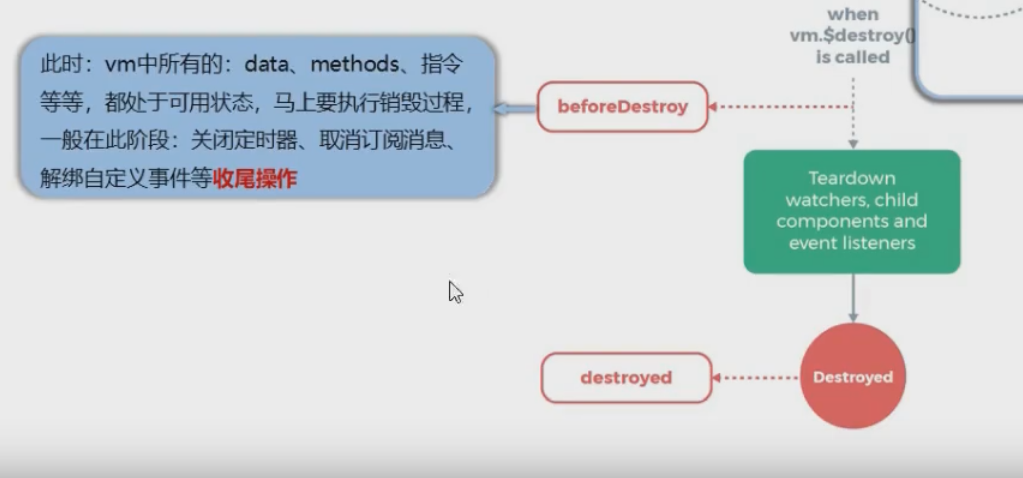 when
vm.$destroy()
is called
此时：vm中所有的：data、methods、指令
等等，都处于可用状态，马上要执行销毁过程，
一般在此阶段：关闭定时器、取消订阅消息、
解绑自定义事件等收尾操作
beforeDestroy
Teardown
watchers, child
components and
event listeners
destroyed
Destroyed